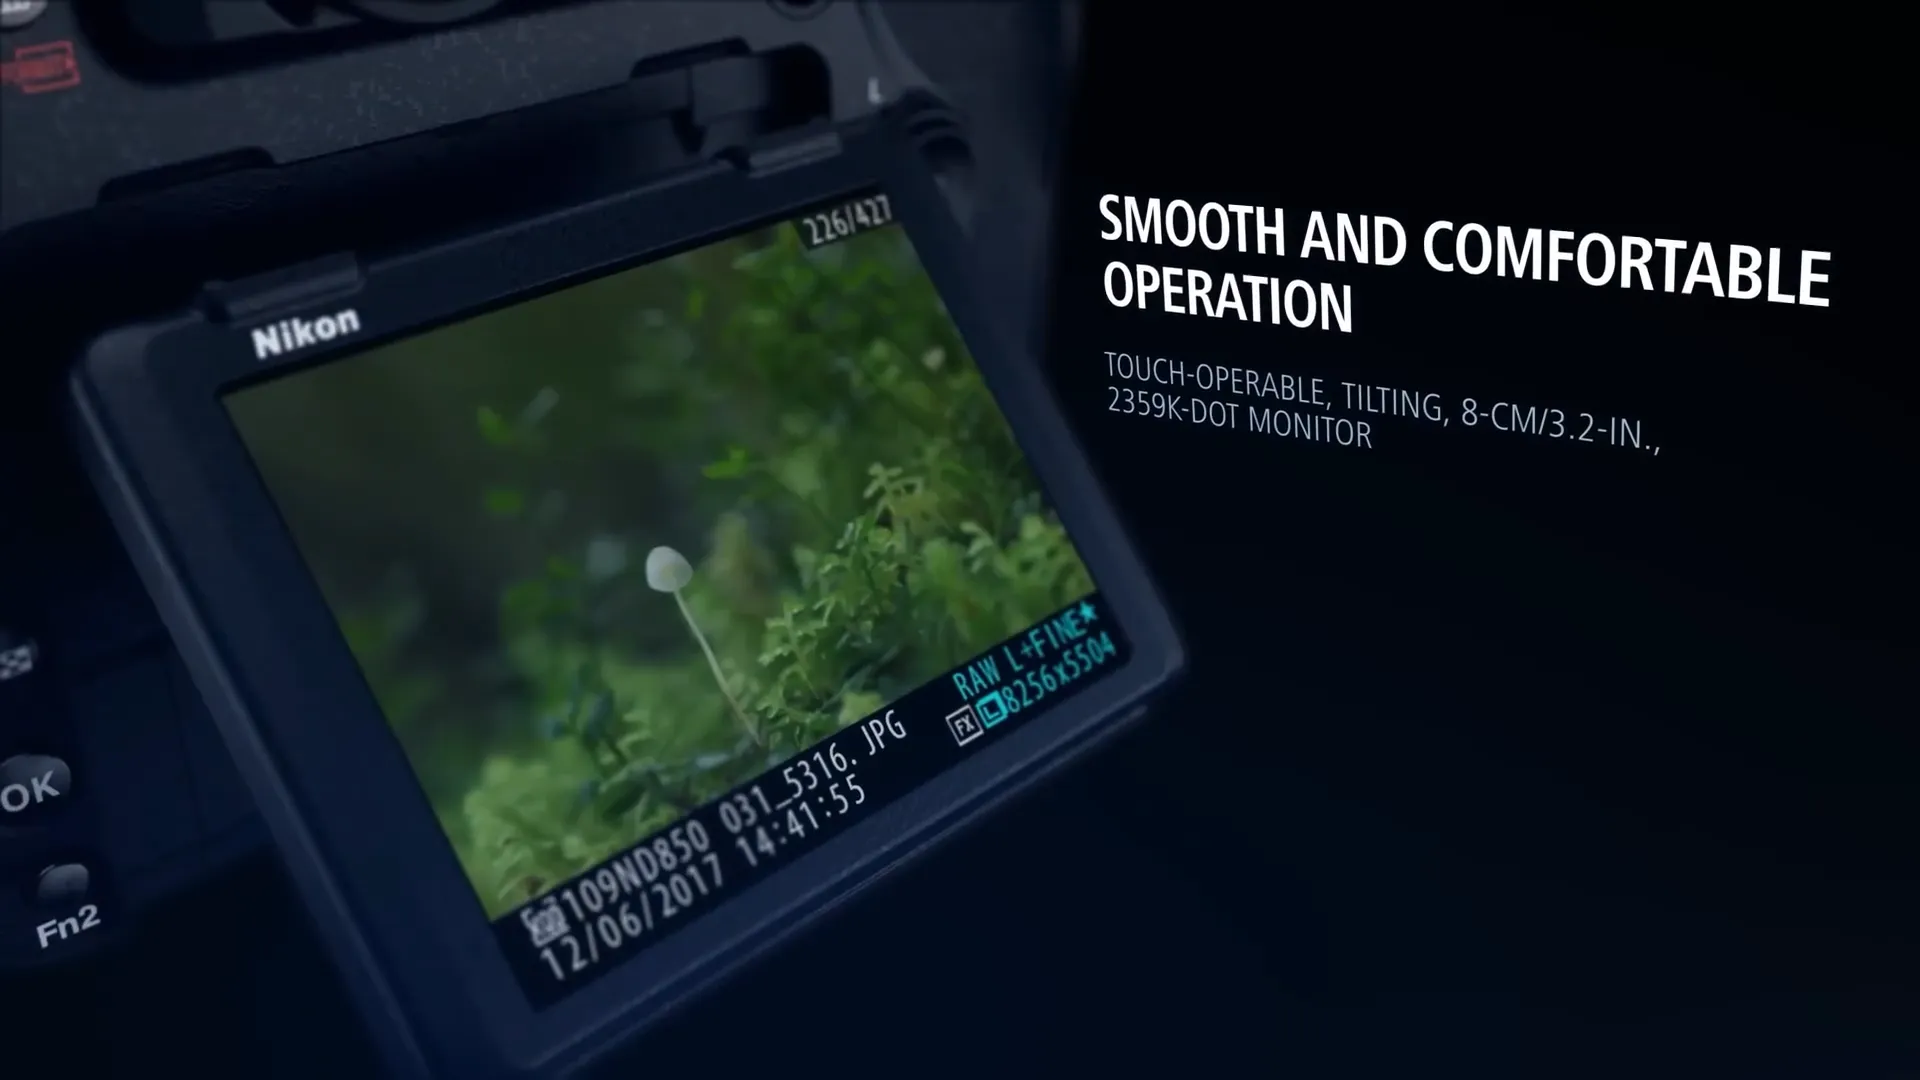 L
226/427
Nikon
SMOOTH AND COMFORTABLE
OPERATION
TOUCH-OPERABLE, TILTING, 8-CM/3.2-IN.,
2359K-DOT MONITOR
RAW L+FINE★
FX L 8256x5504
109ND850 031_5316. JPG
12/06/2017 14:41:55
OK
Fn2